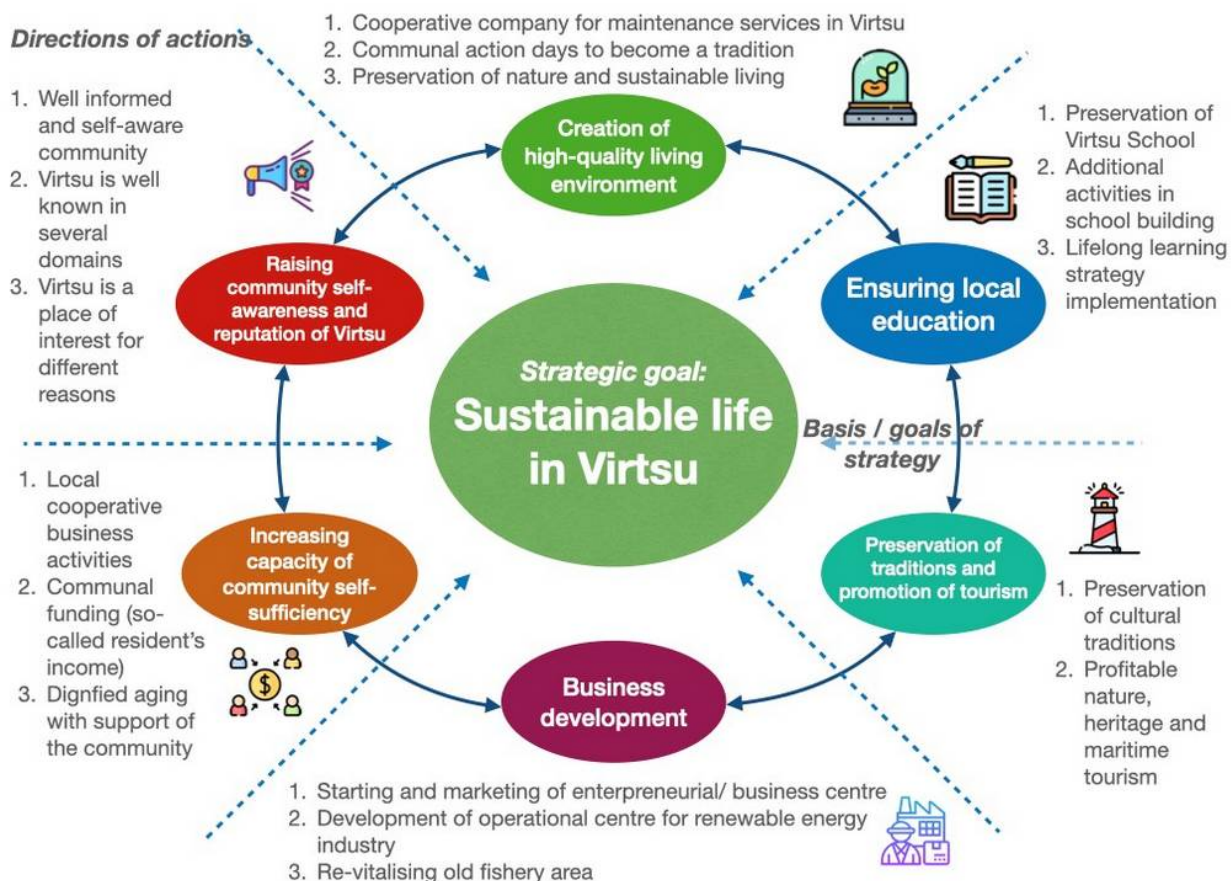 Directions of actions
1. Cooperative company for maintenance services in Virtsu
2. Communal action days to become a tradition
3. Preservation of nature and sustainable living
1. Well informed
and self-aware
community
2. Virtsu is well
known in
several
domains
3. Virtsu is a
place of
interest for
different
reasons
Creation of
high-quality living
environment
1. Preservation of
Virtsu School
2. Additional
activities in
school building
3. Lifelong learning
strategy
implementation
Raising
community self-
awareness and
reputation of Virtsu
Ensuring local
education
Strategic goal:
Sustainable life
in Virtsu
Basis / goals of
strategy
1. Local
cooperative
business
activities
2. Communal
funding (so-
called resident's
income)
3. Dignfied aging
with support of
the community
Increasing
capacity of
community self-
sufficiency
$
Preservation of
traditions and
promotion of tourism
1. Preservation
of cultural
traditions
2. Profitable
nature,
heritage and
maritime
tourism
Business
development
1. Starting and marketing of enterpreneurial/ business centre
2. Development of operational centre for renewable energy
industry
3. Re-vitalising old fishery area